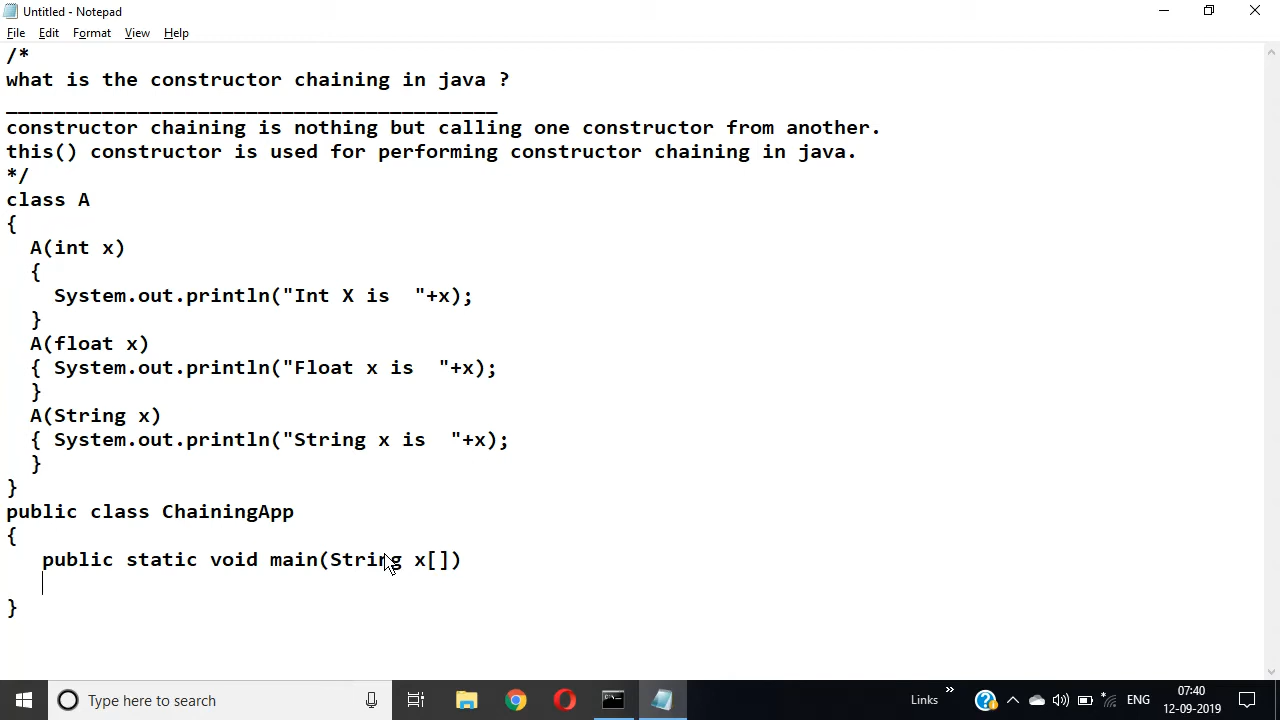 Untitled - Notepad
File Edit Format View Help
/*
what is the constructor chaining in java ?
_________________________________________
constructor chaining is nothing but calling one constructor from another.
this() constructor is used for performing constructor chaining in java.
*/
class A
{
  A(int x)
  {
    System.out.println("Int X is  "+x);
  }
  A(float x)
  { System.out.println("Float x is  "+x);
  }
  A(String x)
  { System.out.println("String x is  "+x);
  }
}
public class ChainingApp
{
   public static void main(String x[])

}
Type here to search
Links »
ENG
07:40
12-09-2019